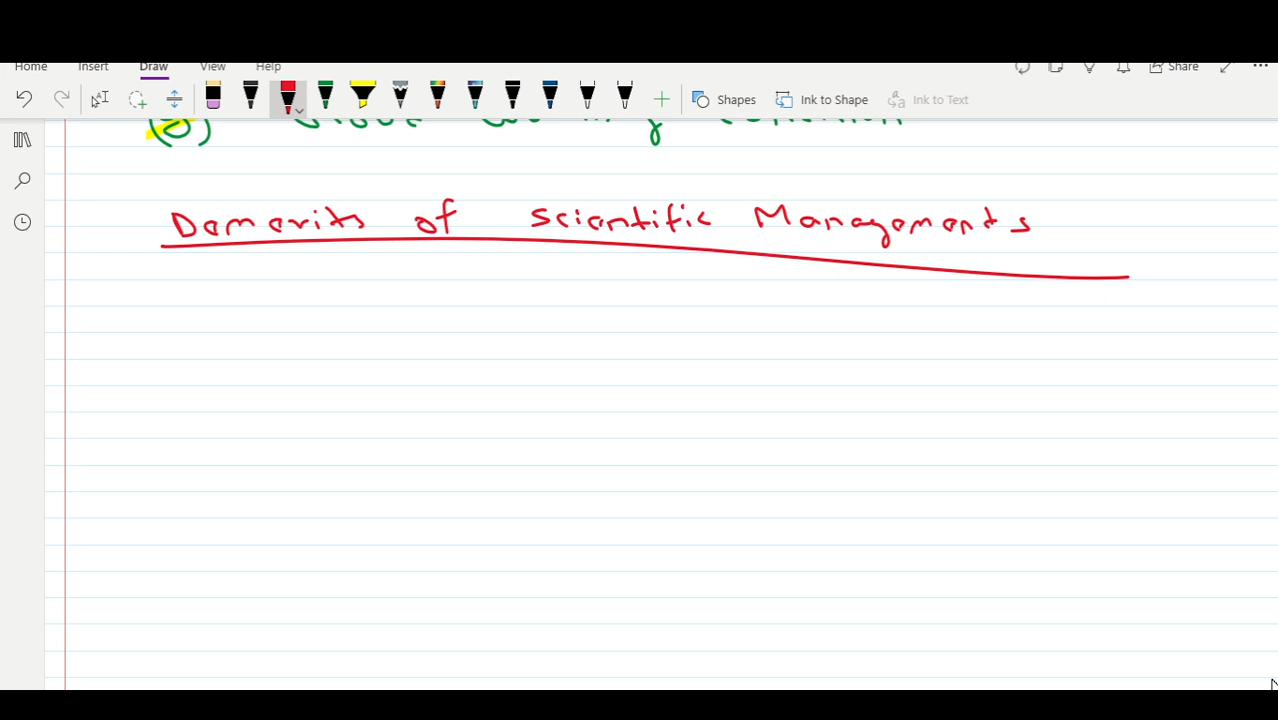 Home Insert Draw View Help Share
Shapes Ink to Shape Ink to Text
Demerits of Scientific Managements